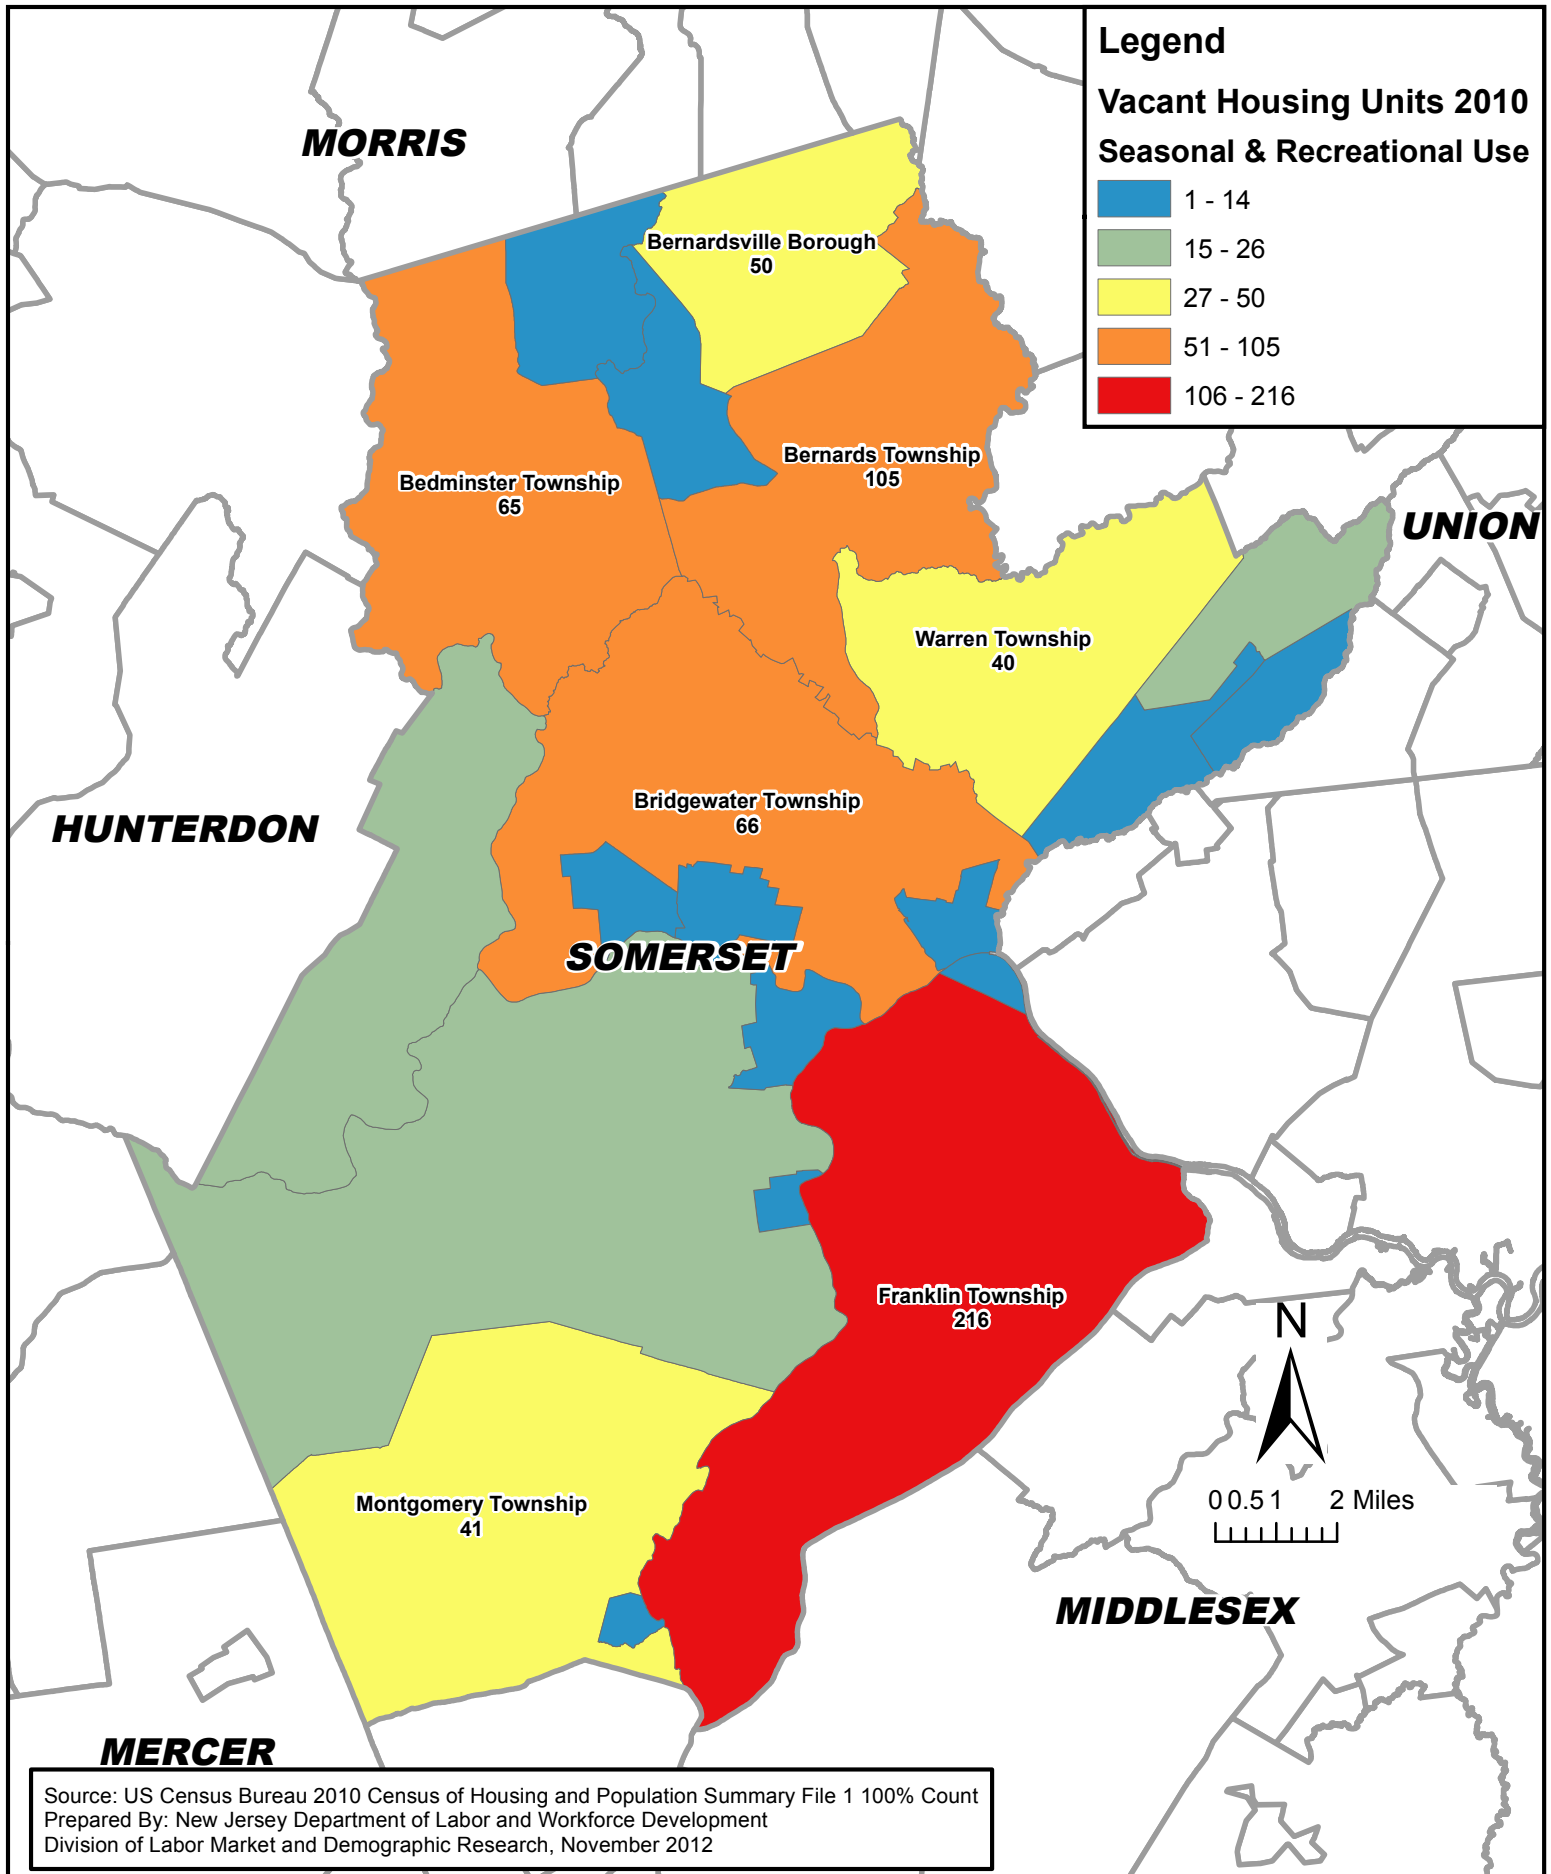 Legend
Vacant Housing Units 2010
Seasonal & Recreational Use
1 - 14
15 - 26
27 - 50
51 - 105
106 - 216
MORRIS
Bernardsville Borough
50
Bernards Township
105
Bedminster Township
65
UNION
Warren Township
40
Bridgewater Township
66
HUNTERDON
SOMERSET
Franklin Township
216
N
0 0.5 1 2 Miles
Montgomery Township
41
MIDDLESEX
MERCER
Source: US Census Bureau 2010 Census of Housing and Population Summary File 1 100% Count
Prepared By: New Jersey Department of Labor and Workforce Development
Division of Labor Market and Demographic Research, November 2012